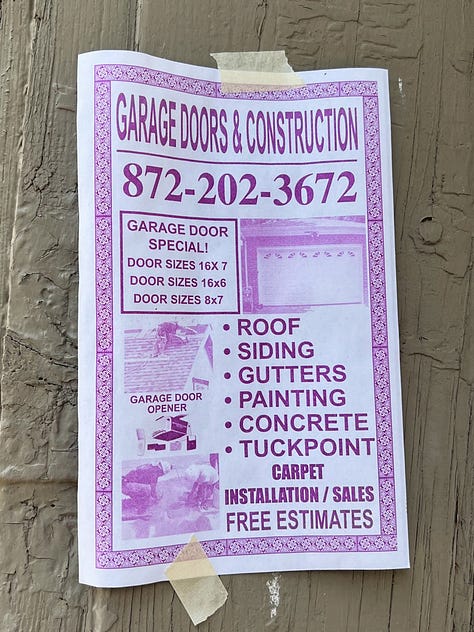 GARAGE DOORS & CONSTRUCTION
872-202-3672
GARAGE DOOR
SPECIAL!
DOOR SIZES 16X 7
DOOR SIZES 16x6
DOOR SIZES 8x7
• ROOF
• SIDING
• GUTTERS
• PAINTING
• CONCRETE
• TUCKPOINT
GARAGE DOOR
OPENER
CARPET
INSTALLATION / SALES
FREE ESTIMATES